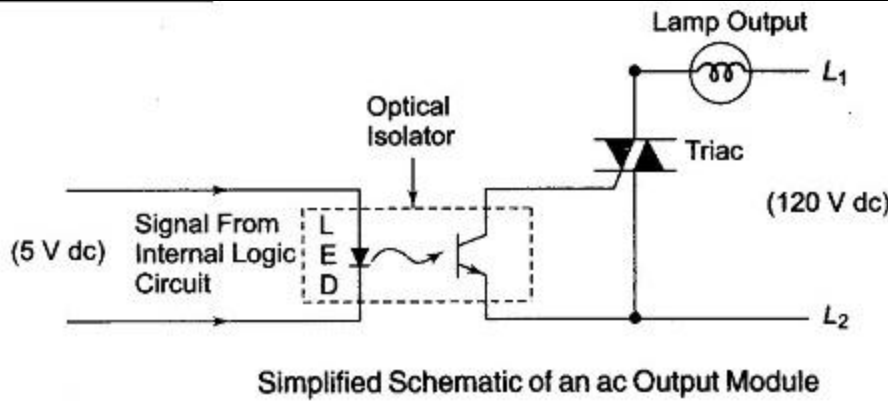 Lamp Output
L1
Optical
Isolator
Triac
(120 V dc)
(5 V dc)
Signal From
Internal Logic
Circuit
L
E
D
L2
Simplified Schematic of an ac Output Module